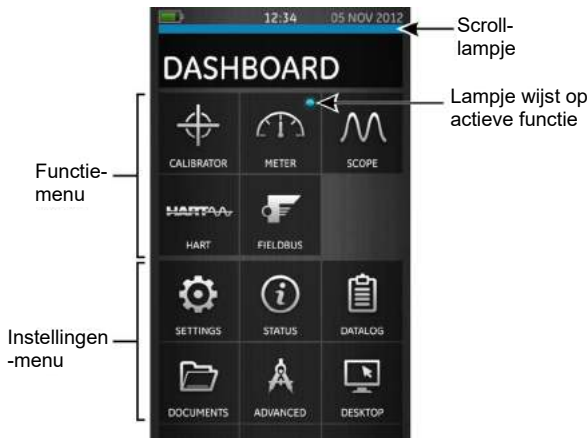 12:34 05 NOV 2012
Scroll-
lampje
DASHBOARD
Lampje wijst op
actieve functie
Functie-
menu
CALIBRATOR METER SCOPE
HART
HART FIELDBUS
Instellingen
-menu
SETTINGS STATUS DATALOG
DOCUMENTS ADVANCED DESKTOP